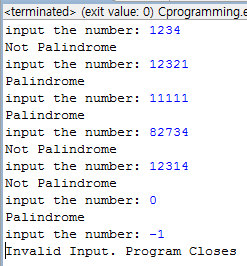 <terminated> (exit value: 0) Cprogramming.e
input the number: 1234
Not Palindrome
input the number: 12321
Palindrome
input the number: 11111
Palindrome
input the number: 82734
Not Palindrome
input the number: 12314
Not Palindrome
input the number: 0
Palindrome
input the number: -1
Invalid Input. Program Closes